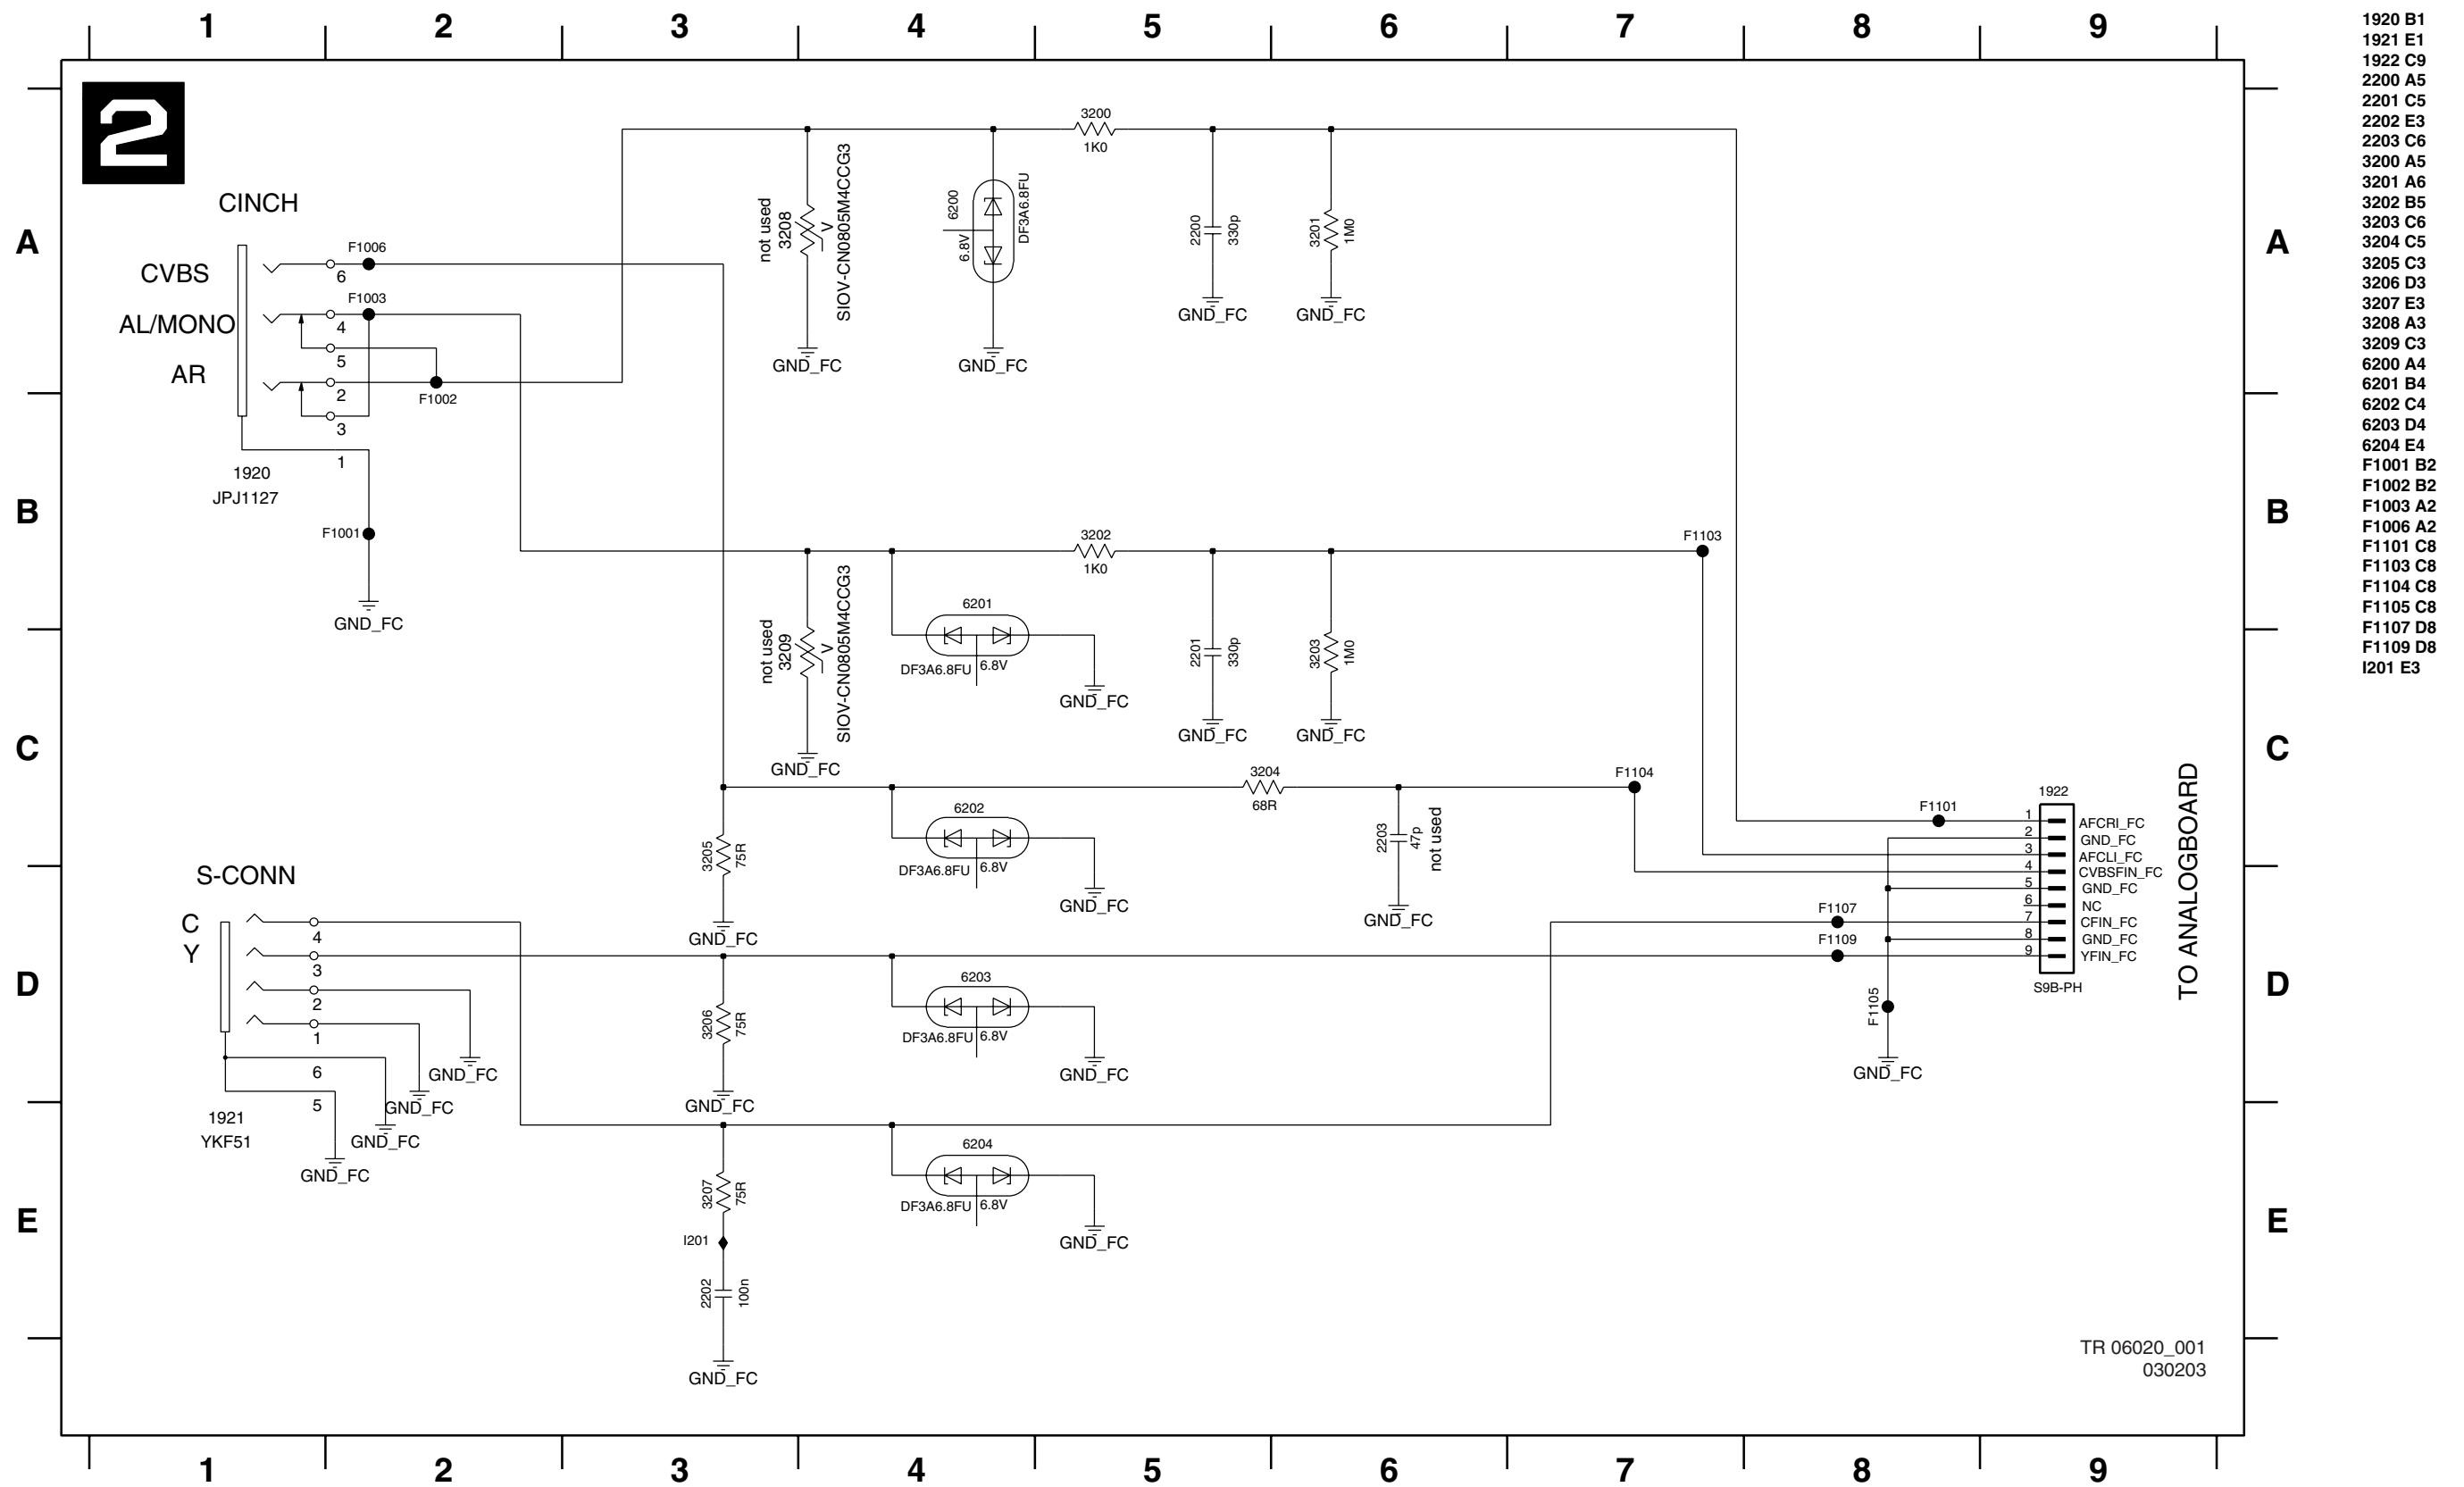 1 2 3 4 5 6 7 8 9
2
CINCH
CVBS
AL/MONO
AR
F1006
6
F1003
4
5
2
F1002
3
1
1920
JPJ1127
F1001
GND_FC
not used
3208
V
SIOV-CN0805M4CCG3
GND_FC
6200
6.8V
DF3A6.8FU
GND_FC
3200
1K0
2200
330p
GND_FC
3201
1M0
GND_FC
A A
B B
C C
D D
E E
not used
3209
V
SIOV-CN0805M4CCG3
GND_FC
6201
DF3A6.8FU 6.8V
GND_FC
3202
1K0
2201
330p
GND_FC
3203
1M0
GND_FC
F1103
3205
75R
GND_FC
6202
DF3A6.8FU 6.8V
GND_FC
3204
68R
2203
47p
not used
GND_FC
F1104
F1101
1922
1 AFCRI_FC
2 GND_FC
3 AFCLI_FC
4 CVBSFIN_FC
5 GND_FC
6 NC
7 CFIN_FC
8 GND_FC
9 YFIN_FC
S9B-PH
TO ANALOGBOARD
F1107
F1109
F1105
GND_FC
S-CONN
C
Y
4
3
2
1
6
5
1921
YKF51
GND_FC
GND_FC
GND_FC
GND_FC
3206
75R
GND_FC
6203
DF3A6.8FU 6.8V
GND_FC
3207
75R
I201
2202
100n
GND_FC
6204
DF3A6.8FU 6.8V
GND_FC
TR 06020_001
030203
1 2 3 4 5 6 7 8 9
1920 B1
1921 E1
1922 C9
2200 A5
2201 C5
2202 E3
2203 C6
3200 A5
3201 A6
3202 B5
3203 C6
3204 C5
3205 C3
3206 D3
3207 E3
3208 A3
3209 C3
6200 A4
6201 B4
6202 C4
6203 D4
6204 E4
F1001 B2
F1002 B2
F1003 A2
F1006 A2
F1101 C8
F1103 C8
F1104 C8
F1105 C8
F1107 D8
F1109 D8
I201 E3